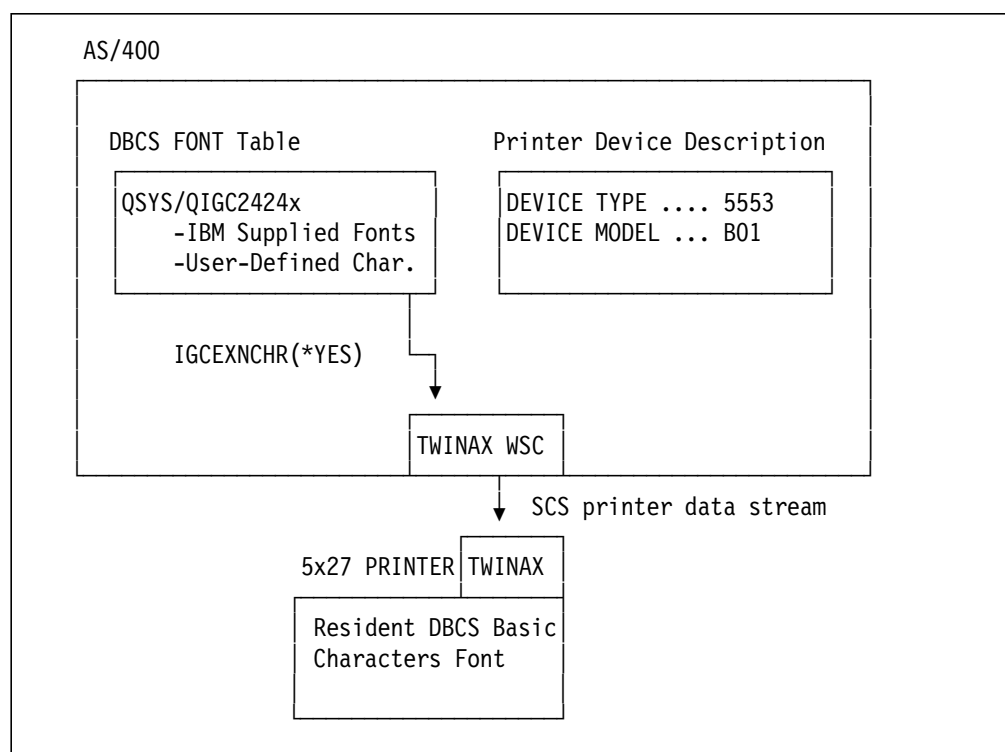 AS/400
DBCS FONT Table
Printer Device Description
QSYS/QIGC2424x
-IBM Supplied Fonts
-User-Defined Char.
DEVICE TYPE .... 5553
DEVICE MODEL ... B01
IGCEXNCHR(*YES)
TWINAX WSC
SCS printer data stream
5x27 PRINTER
TWINAX
Resident DBCS Basic
Characters Font